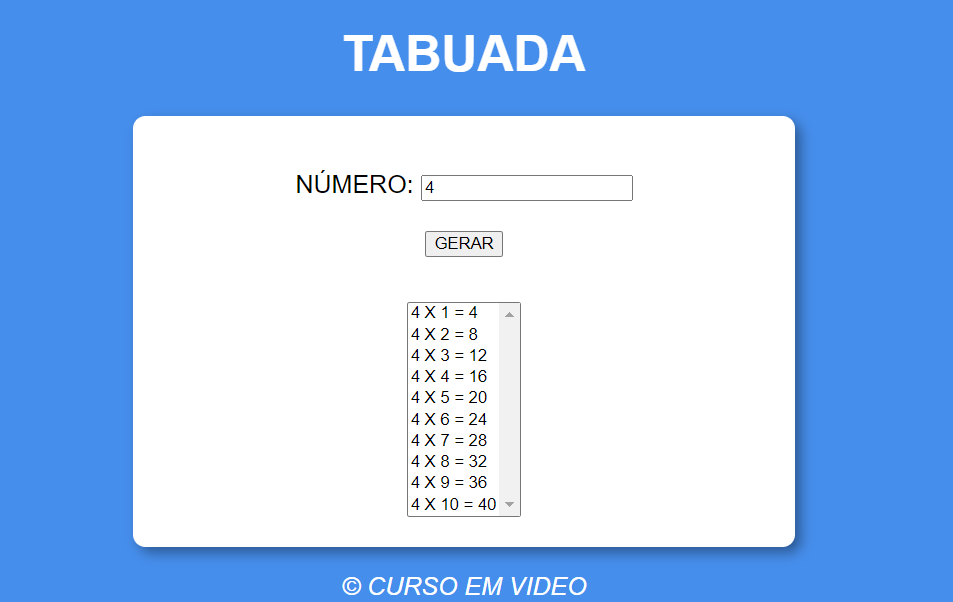 TABUADA
NÚMERO: 4
GERAR
4 X 1 = 4
4 X 2 = 8
4 X 3 = 12
4 X 4 = 16
4 X 5 = 20
4 X 6 = 24
4 X 7 = 28
4 X 8 = 32
4 X 9 = 36
4 X 10 = 40
© CURSO EM VIDEO